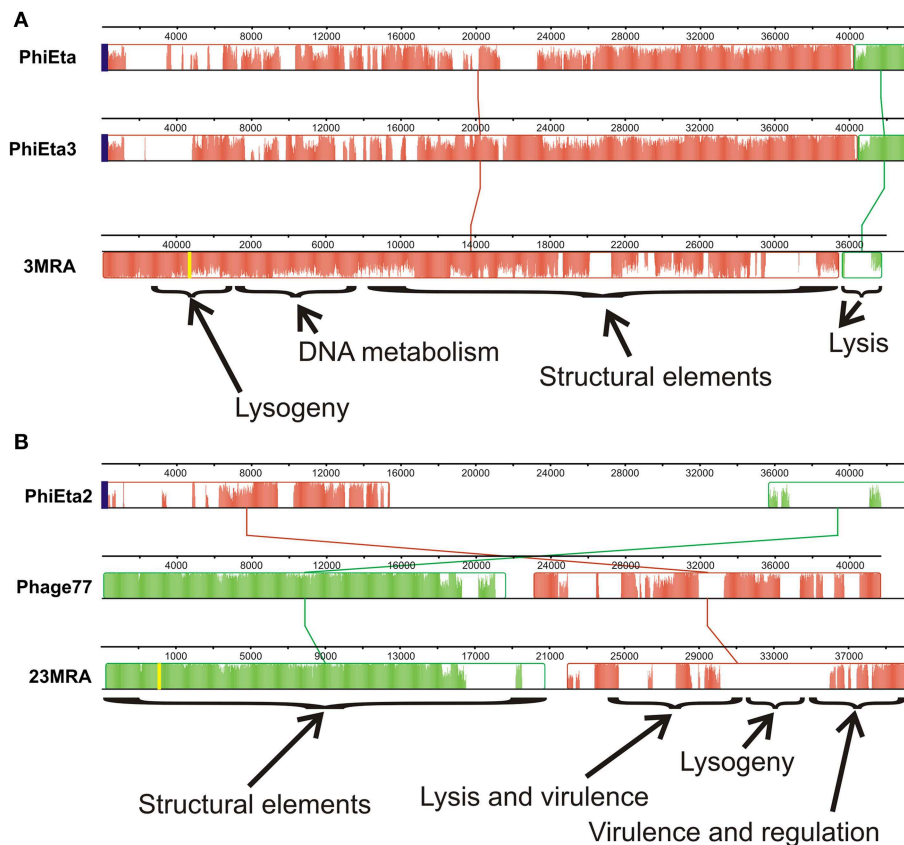 A
4000 8000 12000 16000 20000 24000 28000 32000 36000 40000
PhiEta
4000 8000 12000 16000 20000 24000 28000 32000 36000 40000
PhiEta3
40000 2000 6000 10000 14000 18000 22000 26000 30000 36000
3MRA
Lysogeny
DNA metabolism
Structural elements
Lysis
B
4000 8000 12000 16000 20000 24000 28000 32000 36000 40000
PhiEta2
4000 8000 12000 16000 20000 24000 28000 32000 36000 40000
Phage77
1000 5000 9000 13000 17000 21000 25000 29000 33000 37000
23MRA
Structural elements
Lysis and virulence
Lysogeny
Virulence and regulation